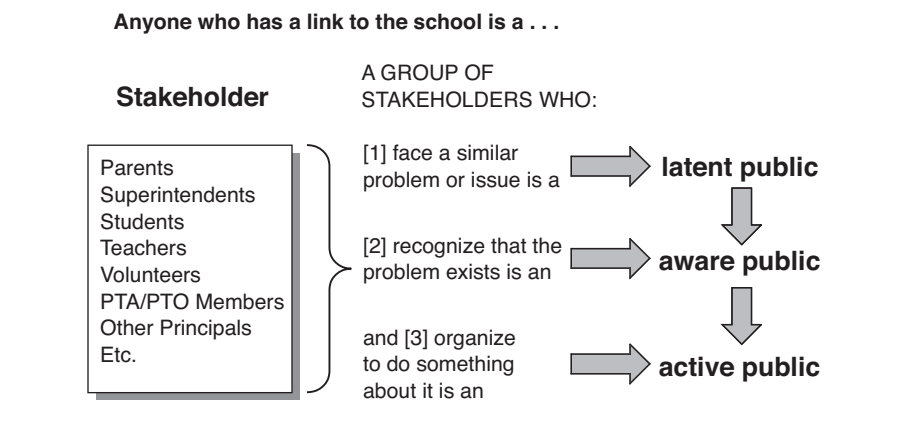 Anyone who has a link to the school is a . . .
Stakeholder
A GROUP OF
STAKEHOLDERS WHO:
Parents
Superintendents
Students
Teachers
Volunteers
PTA/PTO Members
Other Principals
Etc.
[1] face a similar
problem or issue is a
latent public
[2] recognize that the
problem exists is an
aware public
and [3] organize
to do something
about it is an
active public